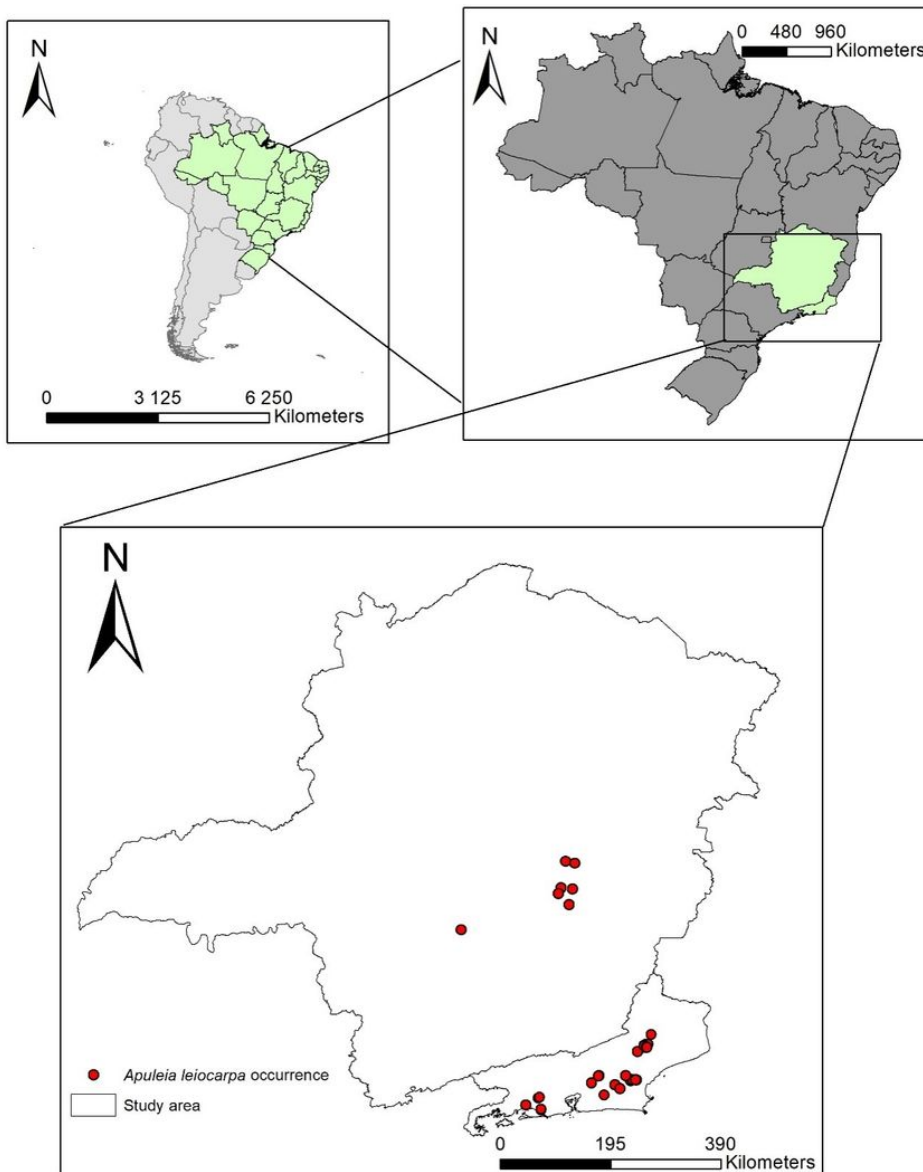 N
0 3 125 6 250
Kilometers
N
0 480 960
Kilometers
N
Apuleia leiocarpa occurrence
Study area
0 195 390
Kilometers